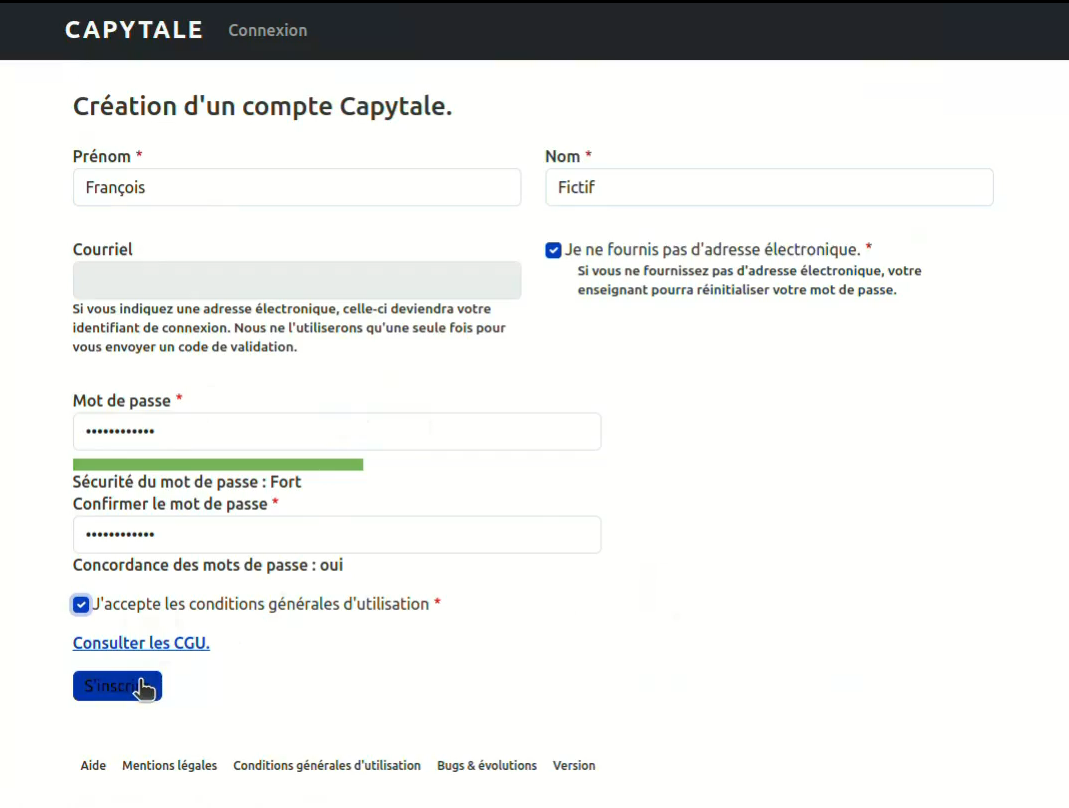 CAPYTALE Connexion
Création d'un compte Capytale.
Prénom * Nom *
François Fictif
Courriel
Je ne fournis pas d'adresse électronique. *
Si vous ne fournissez pas d'adresse électronique, votre
enseignant pourra réinitialiser votre mot de passe.
Si vous indiquez une adresse électronique, celle-ci deviendra votre
identifiant de connexion. Nous ne l'utiliserons qu'une seule fois pour
vous envoyer un code de validation.
Mot de passe *
••••••••••••
Sécurité du mot de passe : Fort
Confirmer le mot de passe *
••••••••••••
Concordance des mots de passe : oui
J'accepte les conditions générales d'utilisation *
Consulter les CGU.
Aide Mentions légales Conditions générales d'utilisation Bugs & évolutions Version